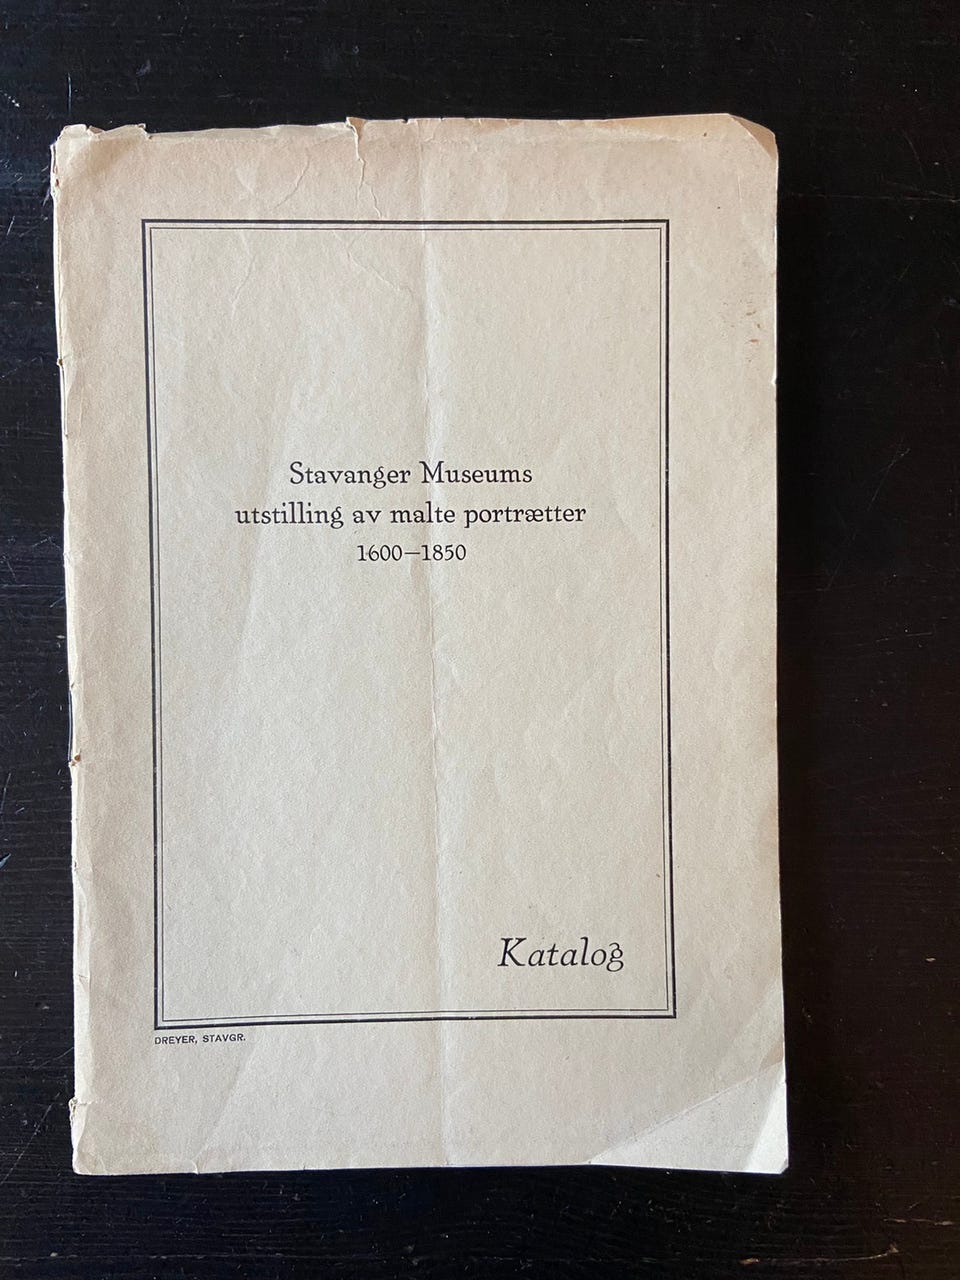 Stavanger Museums
utstilling av malte portrætter
1600—1850
Katalog
DREYER, STAVGR.